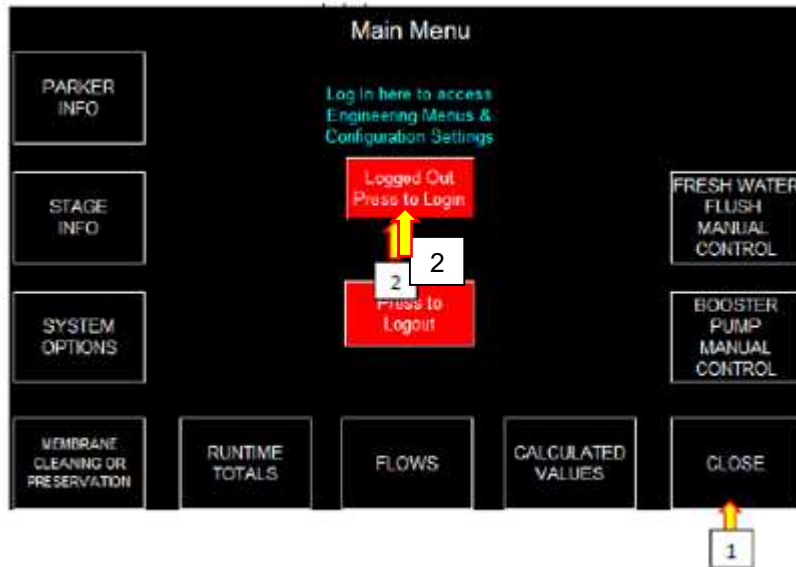 Main Menu
PARKER
INFO
Log In here to access
Engineering Menus &
Configuration Settings
Logged Out
Press to Login
STAGE
INFO
FRESH WATER
FLUSH
MANUAL
CONTROL
2
2
Press to
Logout
SYSTEM
OPTIONS
BOOSTER
PUMP
MANUAL
CONTROL
MEMBRANE
CLEANING OR
PRESERVATION
RUNTIME
TOTALS
FLOWS
CALCULATED
VALUES
CLOSE
1